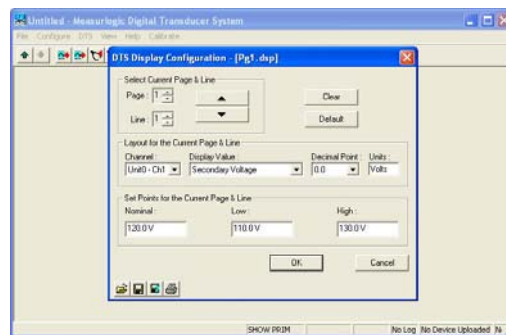 Untitled - Measurlogic Digital Transducer System
File Configure DTS View Help Calibrate
DTS Display Configuration - [Pg1.dsp]
Select Current Page & Line
Page : 1
Line : 1
Clear
Default
Layout for the Current Page & Line
Channel : Display Value Decimal Point : Units :
Unit0 - Ch1 Secondary Voltage 0.0 Volts
Set Points for the Current Page & Line
Nominal : Low : High :
120.0 V 110.0 V 130.0 V
OK Cancel
SHOW PRIM No Log No Device Uploaded